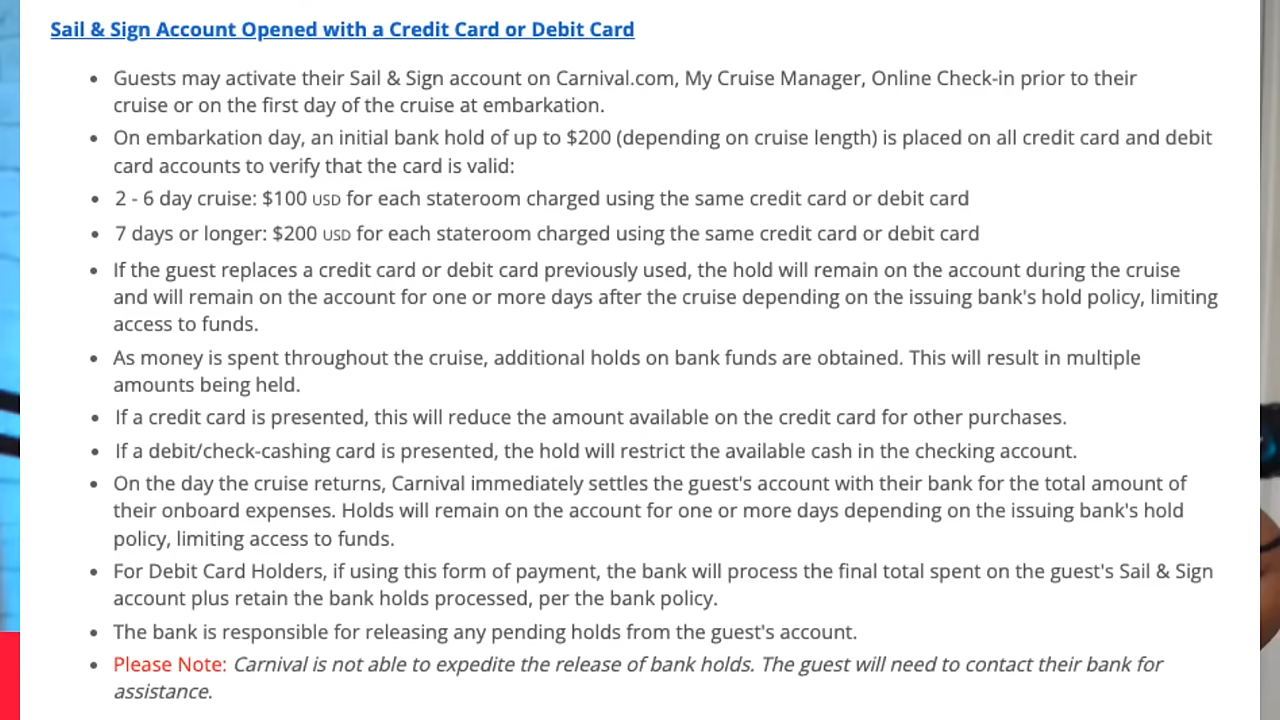 Sail & Sign Account Opened with a Credit Card or Debit Card
• Guests may activate their Sail & Sign account on Carnival.com, My Cruise Manager, Online Check-in prior to their
cruise or on the first day of the cruise at embarkation.
• On embarkation day, an initial bank hold of up to $200 (depending on cruise length) is placed on all credit card and debit
card accounts to verify that the card is valid:
• 2 - 6 day cruise: $100 USD for each stateroom charged using the same credit card or debit card
• 7 days or longer: $200 USD for each stateroom charged using the same credit card or debit card
• If the guest replaces a credit card or debit card previously used, the hold will remain on the account during the cruise
and will remain on the account for one or more days after the cruise depending on the issuing bank's hold policy, limiting
access to funds.
• As money is spent throughout the cruise, additional holds on bank funds are obtained. This will result in multiple
amounts being held.
• If a credit card is presented, this will reduce the amount available on the credit card for other purchases.
• If a debit/check-cashing card is presented, the hold will restrict the available cash in the checking account.
• On the day the cruise returns, Carnival immediately settles the guest's account with their bank for the total amount of
their onboard expenses. Holds will remain on the account for one or more days depending on the issuing bank's hold
policy, limiting access to funds.
• For Debit Card Holders, if using this form of payment, the bank will process the final total spent on the guest's Sail & Sign
account plus retain the bank holds processed, per the bank policy.
• The bank is responsible for releasing any pending holds from the guest's account.
• Please Note: Carnival is not able to expedite the release of bank holds. The guest will need to contact their bank for
assistance.